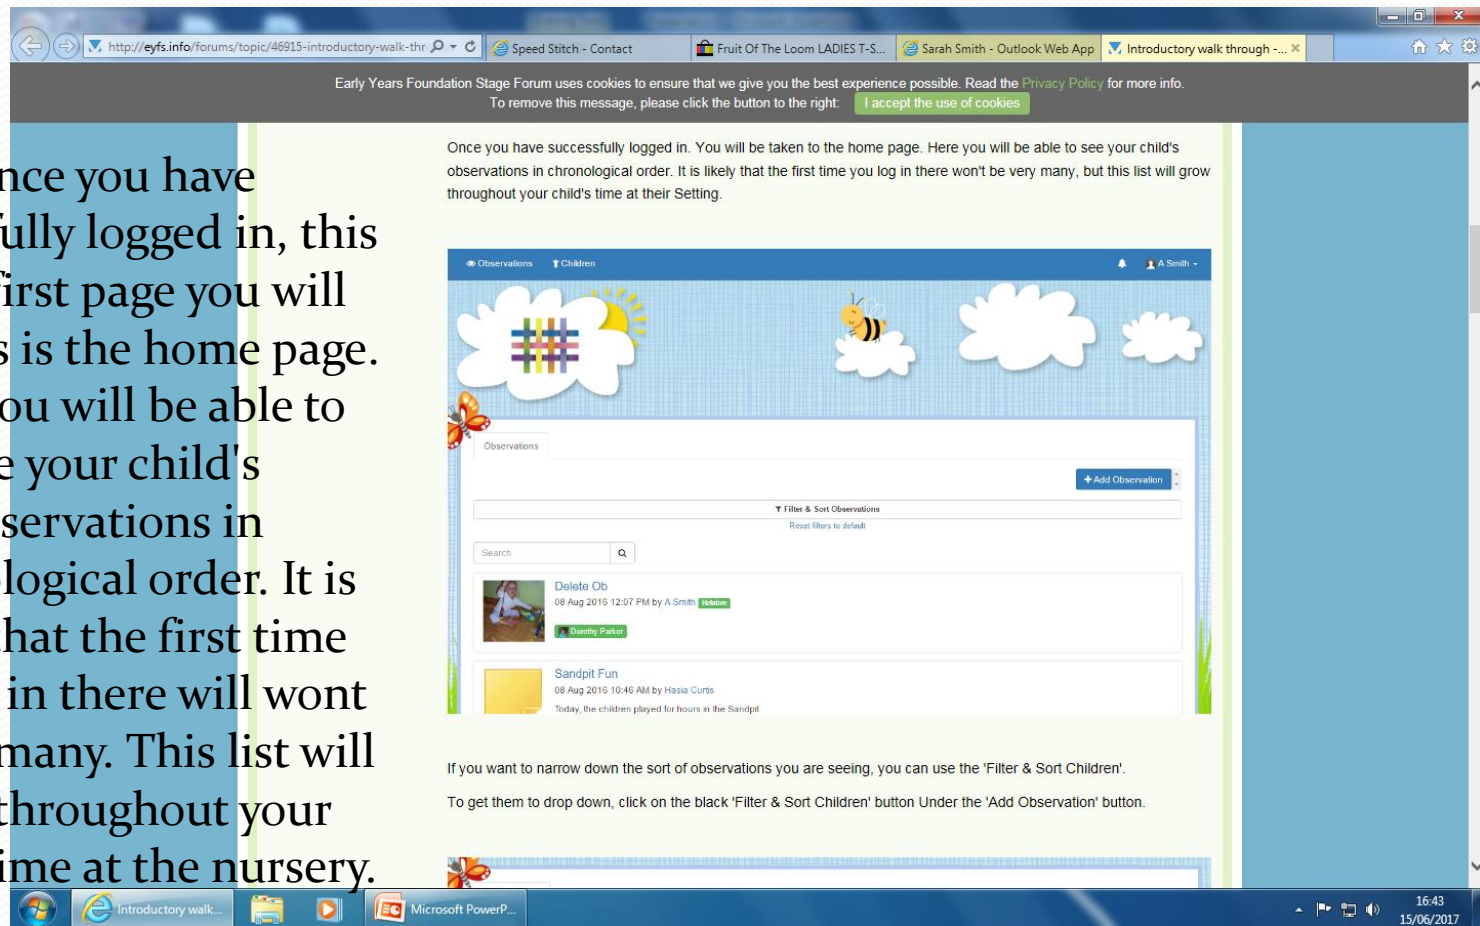 http://eyfs.info/forums/topic/46915-introductory-walk-thr
Speed Stitch - Contact
Fruit Of The Loom LADIES T-S...
Sarah Smith - Outlook Web App
Introductory walk through -...
Early Years Foundation Stage Forum uses cookies to ensure that we give you the best experience possible. Read the Privacy Policy for more info.
To remove this message, please click the button to the right: I accept the use of cookies
nce you have
fully logged in, this
first page you will
s is the home page.
ou will be able to
e your child's
servations in
logical order. It is
hat the first time
in there will wont
many. This list will
throughout your
ime at the nursery.
Once you have successfully logged in. You will be taken to the home page. Here you will be able to see your child's
observations in chronological order. It is likely that the first time you log in there won't be very many, but this list will grow
throughout your child's time at their Setting.
Observations Children A Smith
Observations
+ Add Observation
Filter & Sort Observations
Reset filters to default
Search
Delete Ob
08 Aug 2016 12:07 PM by A Smith Relative
Dorothy Parker
Sandpit Fun
08 Aug 2016 10:46 AM by Hasia Curtis
Today, the children played for hours in the Sandpit.
If you want to narrow down the sort of observations you are seeing, you can use the 'Filter & Sort Children'.
To get them to drop down, click on the black 'Filter & Sort Children' button Under the 'Add Observation' button.
Introductory walk...
Microsoft PowerP...
16:43
15/06/2017